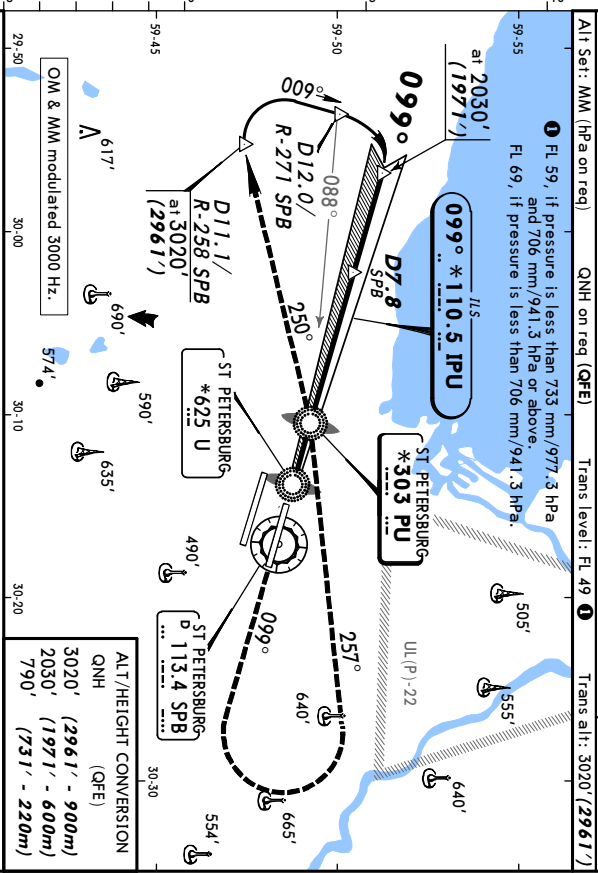 Alt Set: MM (hPa on req) QNH on req (QFE) Trans level: FL 49 ❶ Trans alt: 3020' (2961')
❶ FL 59, if pressure is less than 733 mm/977.3 hPa
and 706 mm/941.3 hPa or above.
FL 69, if pressure is less than 706 mm/941.3 hPa.
59-55
59-50
59-45
29-50
30-00
30-10
30-20
30-30
at 2030'
(1971')
099°
ILS
099° *110.5 IPU
D7.8
SPB
009°
D12.0/
R-271 SPB
088°
D11.1/
R-258 SPB
at 3020'
(2961')
250°
ST PETERSBURG
*303 PU
ST PETERSBURG
*625 U
ST PETERSBURG
D 113.4 SPB
257°
099°
UL(P)-22
505'
555'
640'
640'
665'
554'
490'
635'
590'
574'
690'
617'
OM & MM modulated 3000 Hz.
ALT/HEIGHT CONVERSION
QNH (QFE)
3020' (2961' - 900m)
2030' (1971' - 600m)
790' (731' - 220m)